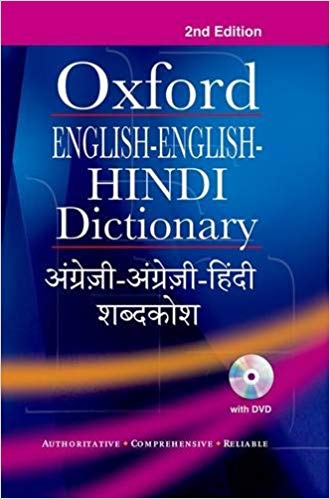 2nd Edition
Oxford
ENGLISH-ENGLISH-
HINDI
Dictionary
अंग्रेज़ी-अंग्रेज़ी-हिंदी
शब्दकोश
with DVD
AUTHORITATIVE • COMPREHENSIVE • RELIABLE